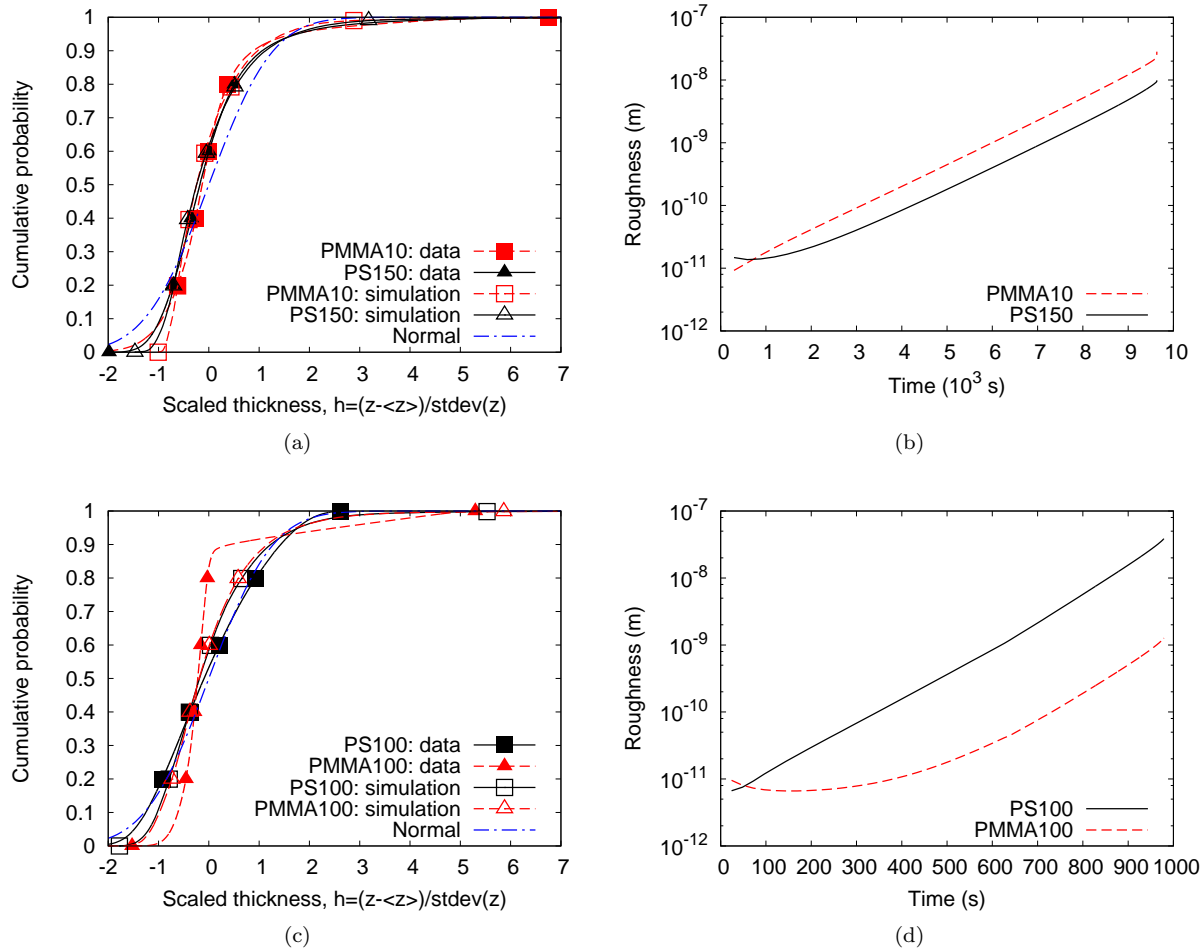 1
0.9
0.8
0.7
0.6
0.5
0.4
0.3
0.2
0.1
0
Cumulative probability
PMMA10: data
PS150: data
PMMA10: simulation
PS150: simulation
Normal
-2 -1 0 1 2 3 4 5 6 7
Scaled thickness, h=(z-<z>)/stdev(z)
(a)
10⁻⁷
10⁻⁸
10⁻⁹
10⁻¹⁰
10⁻¹¹
10⁻¹²
Roughness (m)
PMMA10
PS150
0 1 2 3 4 5 6 7 8 9 10
Time (10³ s)
(b)
1
0.9
0.8
0.7
0.6
0.5
0.4
0.3
0.2
0.1
0
Cumulative probability
PS100: data
PMMA100: data
PS100: simulation
PMMA100: simulation
Normal
-2 -1 0 1 2 3 4 5 6 7
Scaled thickness, h=(z-<z>)/stdev(z)
(c)
10⁻⁷
10⁻⁸
10⁻⁹
10⁻¹⁰
10⁻¹¹
10⁻¹²
Roughness (m)
PS100
PMMA100
0 100 200 300 400 500 600 700 800 900 1000
Time (s)
(d)